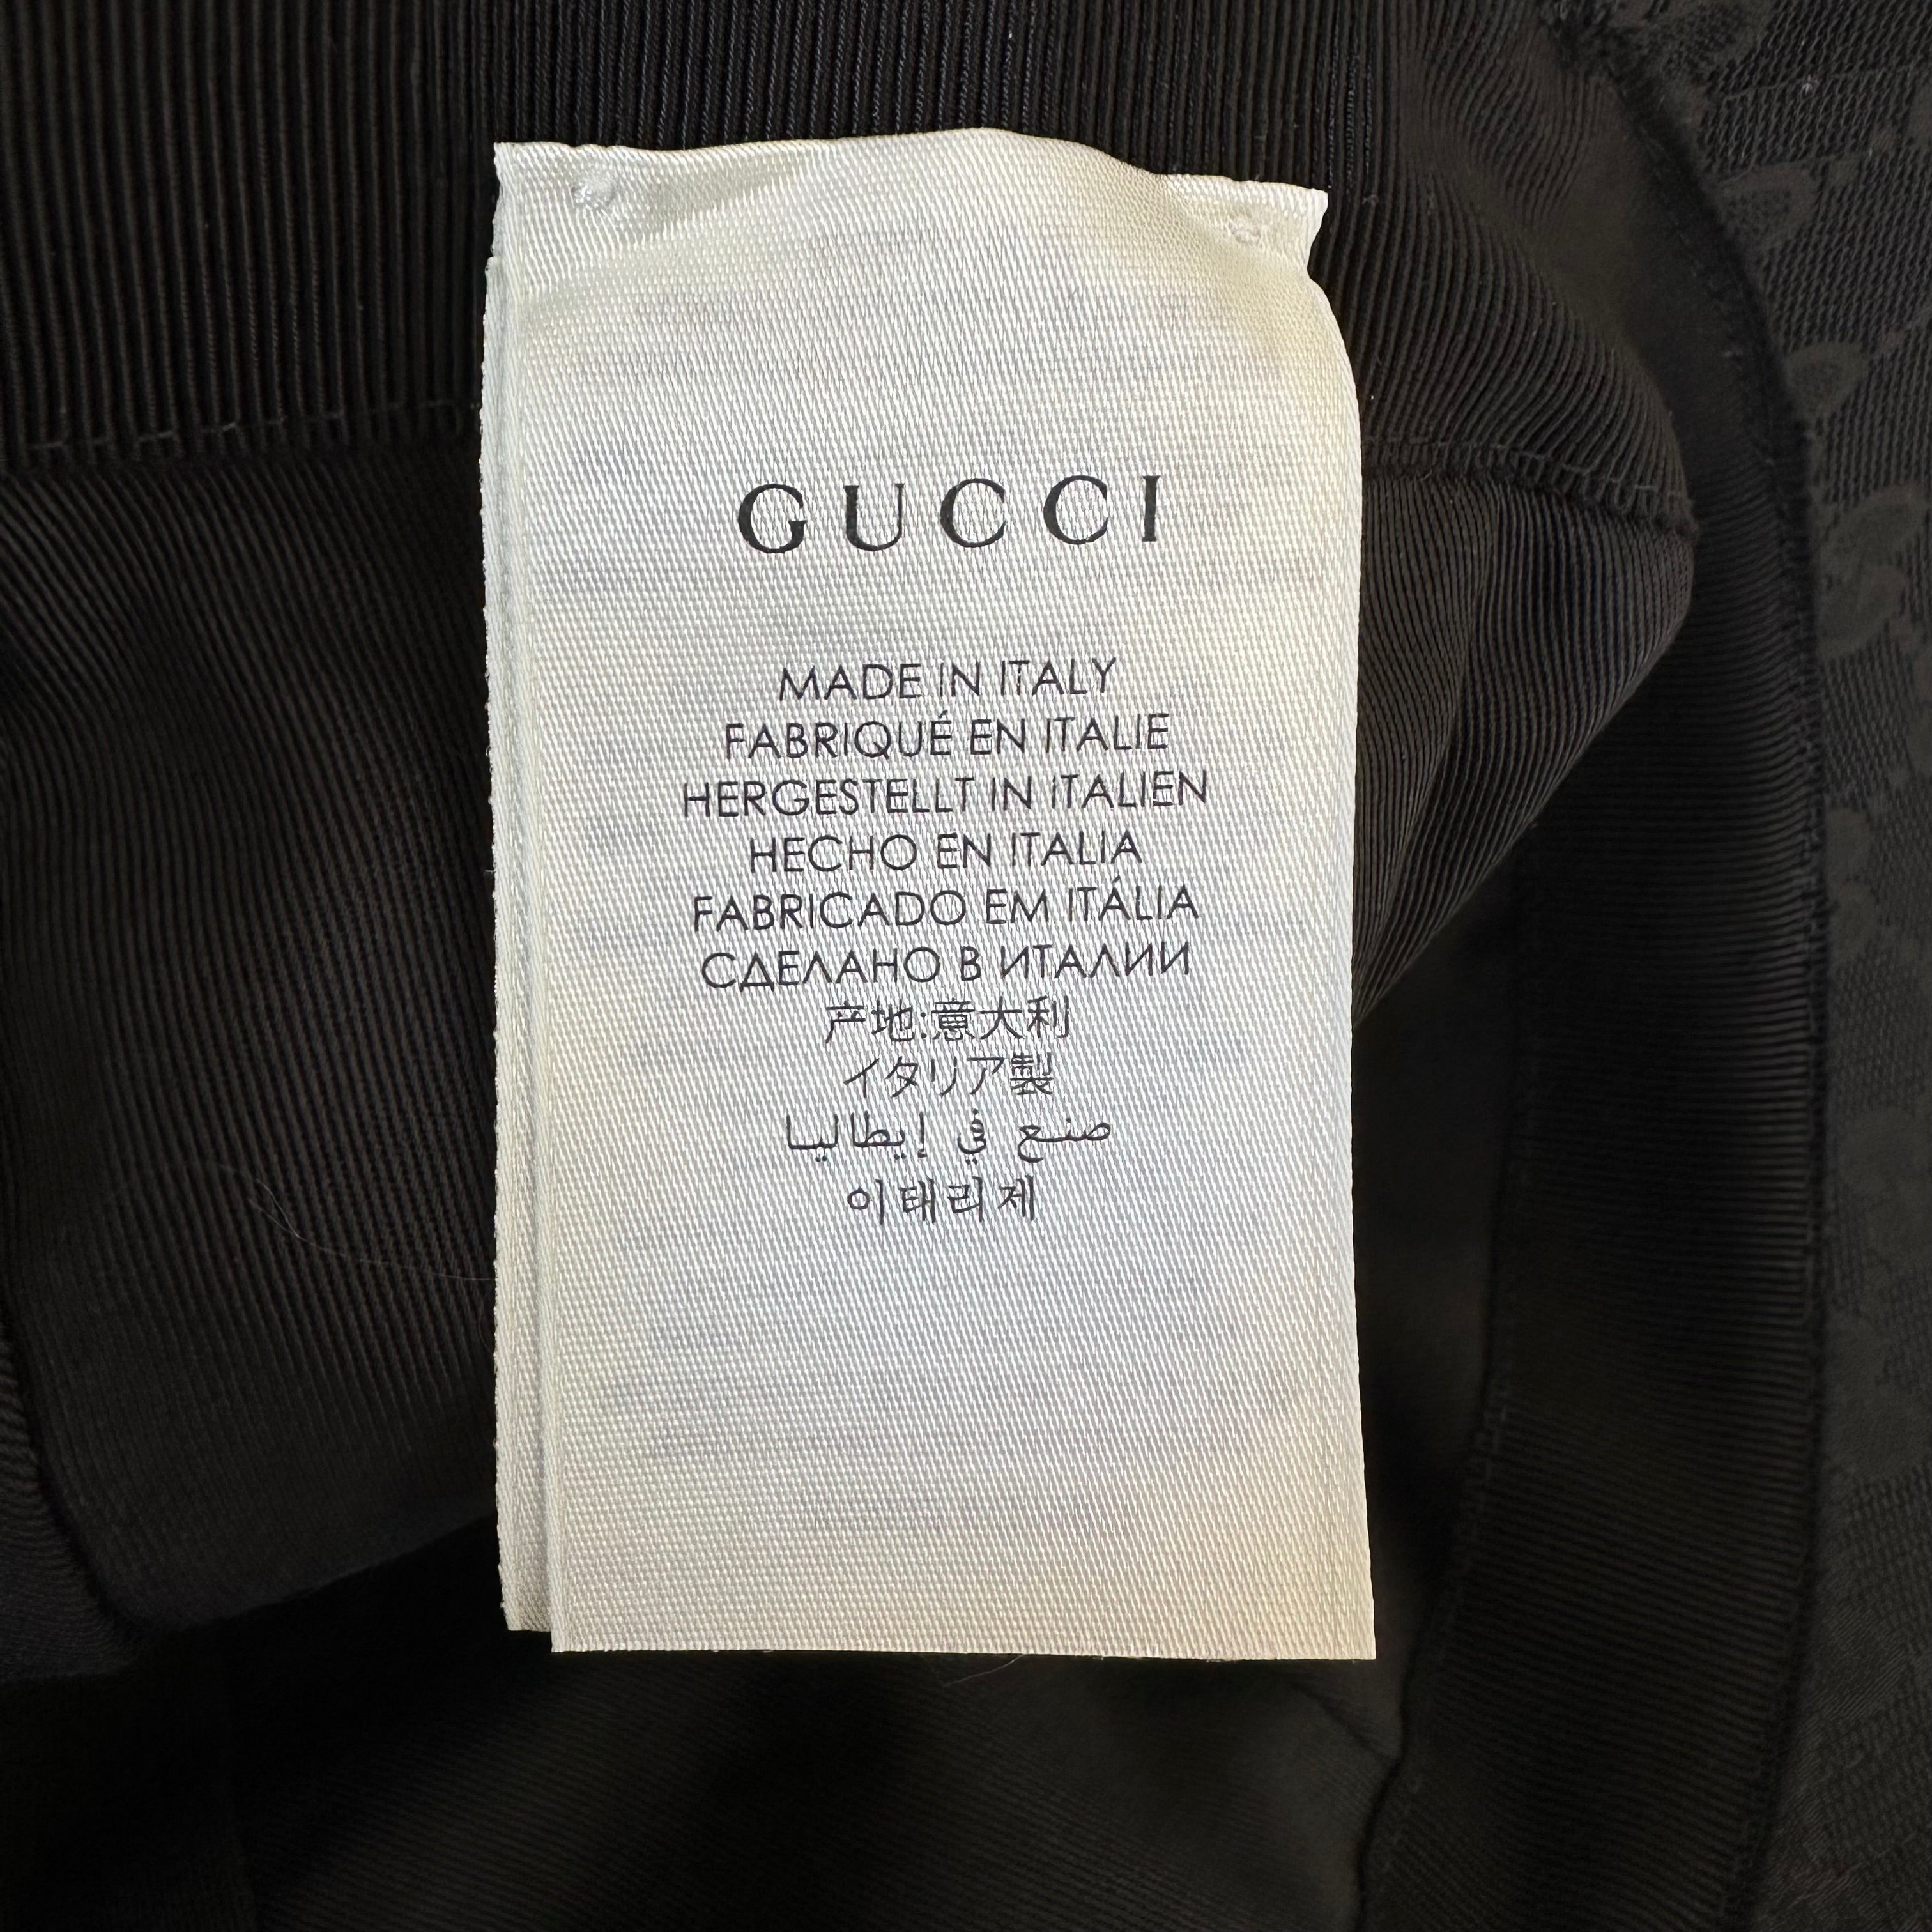 GUCCI
MADE IN ITALY
FABRIQUÉ EN ITALIE
HERGESTELLT IN ITALIEN
HECHO EN ITALIA
FABRICADO EM ITÁLIA
СДЕЛАНО В ИТАЛИИ
产地:意大利
イタリア製
صنع في إيطاليا
이태리제